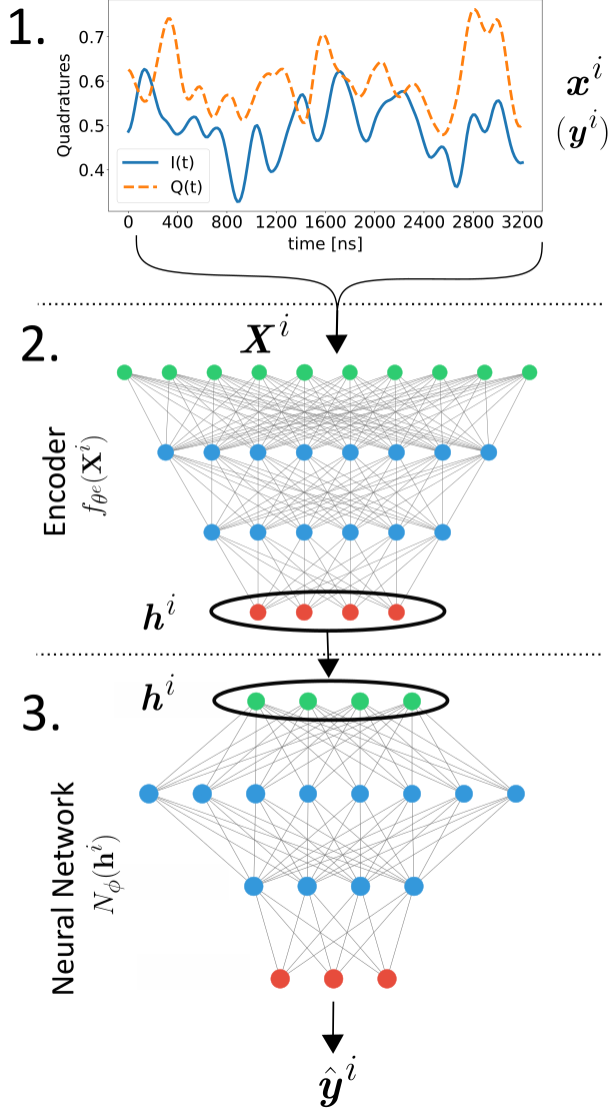 1.
Quadratures
0.7
0.6
0.5
0.4
I(t)
Q(t)
0 400 800 1200 1600 2000 2400 2800 3200
time [ns]
𝒙^i
(𝒚^i)
2.
𝑿^i
Encoder
f_{θ^e}(𝐗^i)
𝒉^i
3.
𝒉^i
Neural Network
N_ϕ(𝐡^i)
ŷ^i